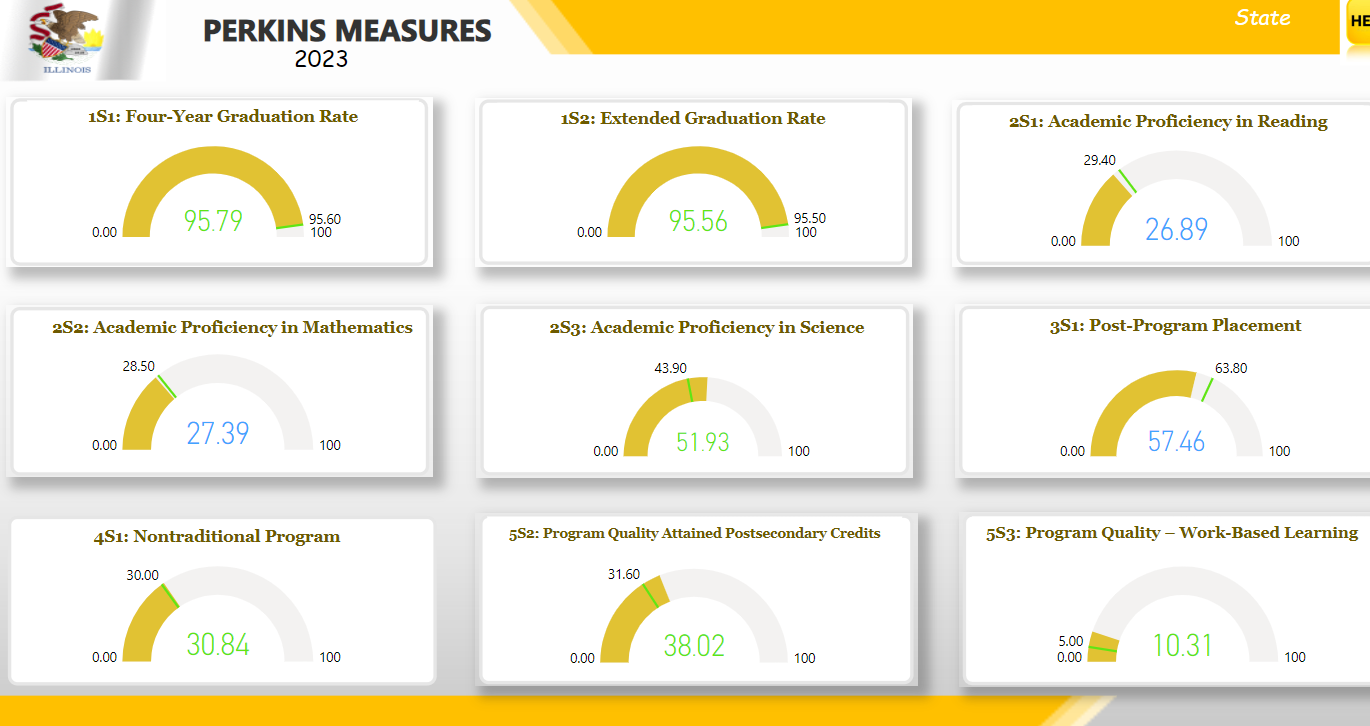 ILLINOIS
PERKINS MEASURES
2023
State
HE
1S1: Four-Year Graduation Rate
95.79
0.00
95.60
100
1S2: Extended Graduation Rate
95.56
0.00
95.50
100
2S1: Academic Proficiency in Reading
29.40
26.89
0.00
100
2S2: Academic Proficiency in Mathematics
28.50
27.39
0.00
100
2S3: Academic Proficiency in Science
43.90
51.93
0.00
100
3S1: Post-Program Placement
63.80
57.46
0.00
100
4S1: Nontraditional Program
30.00
30.84
0.00
100
5S2: Program Quality Attained Postsecondary Credits
31.60
38.02
0.00
100
5S3: Program Quality – Work-Based Learning
5.00
10.31
0.00
100